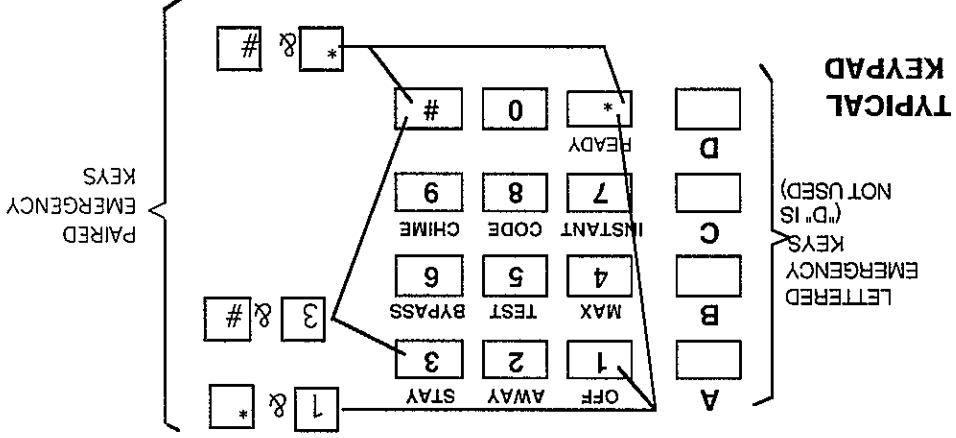 A
B
C
D
OFF AWAY STAY
1 2 3
MAX TEST BYPASS
4 5 6
INSTANT CODE CHIME
7 8 9
READY
* 0 #
1 & *
3 & #
* & #
LETTERED
EMERGENCY
KEYS
("D" IS
NOT USED)
PAIRED
EMERGENCY
KEYS
TYPICAL
KEYPAD